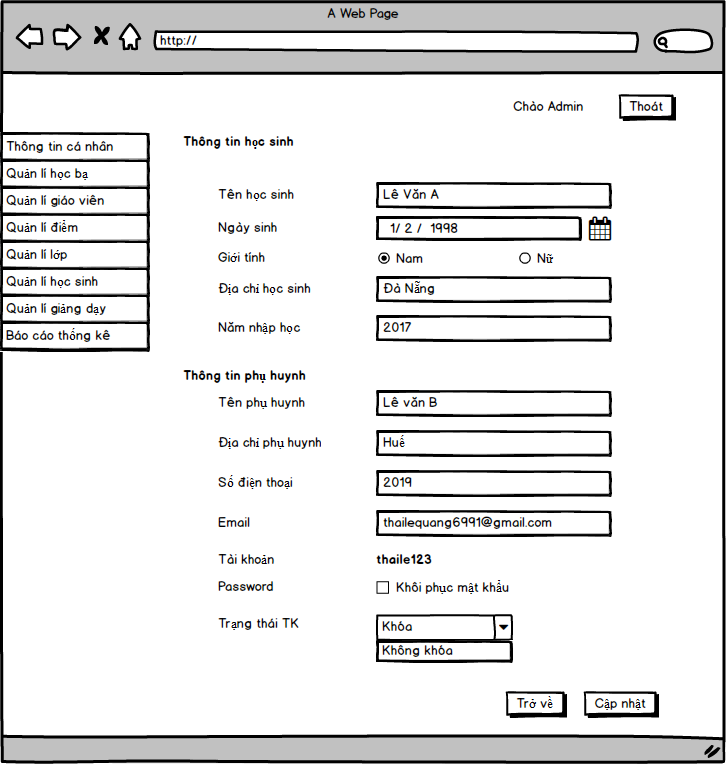 A Web Page
http://
Chào Admin
Thoát
Thông tin cá nhân
Quản lí học bạ
Quản lí giáo viên
Quản lí điểm
Quản lí lớp
Quản lí học sinh
Quản lí giảng dạy
Báo cáo thống kê
Thông tin học sinh
Tên học sinh Lê Văn A
Ngày sinh 1/ 2 / 1998
Giới tính Nam Nữ
Địa chỉ học sinh Đà Nẵng
Năm nhập học 2017
Thông tin phụ huynh
Tên phụ huynh Lê văn B
Địa chỉ phụ huynh Huế
Số điện thoại 2019
Email thailequang6991@gmail.com
Tài khoản thaile123
Password Khôi phục mật khẩu
Trạng thái TK Khóa
Không khóa
Trở về Cập nhật